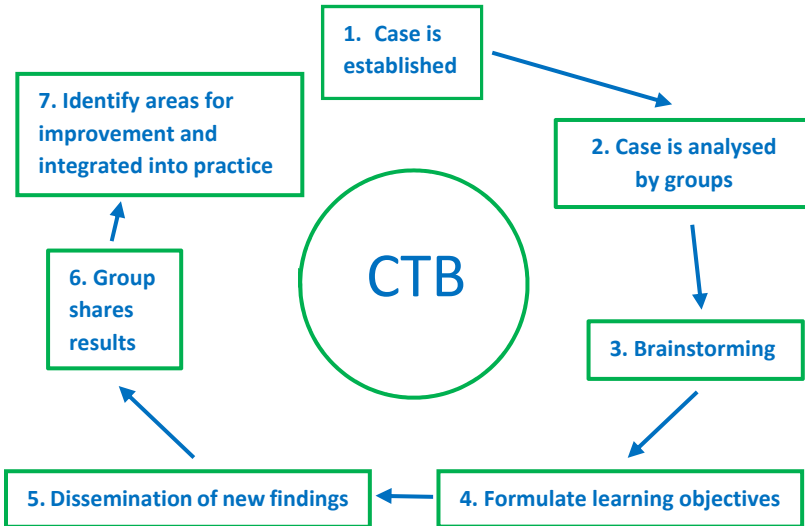 1. Case is
established
2. Case is analysed
by groups
3. Brainstorming
4. Formulate learning objectives
5. Dissemination of new findings
6. Group
shares
results
7. Identify areas for
improvement and
integrated into practice
CTB